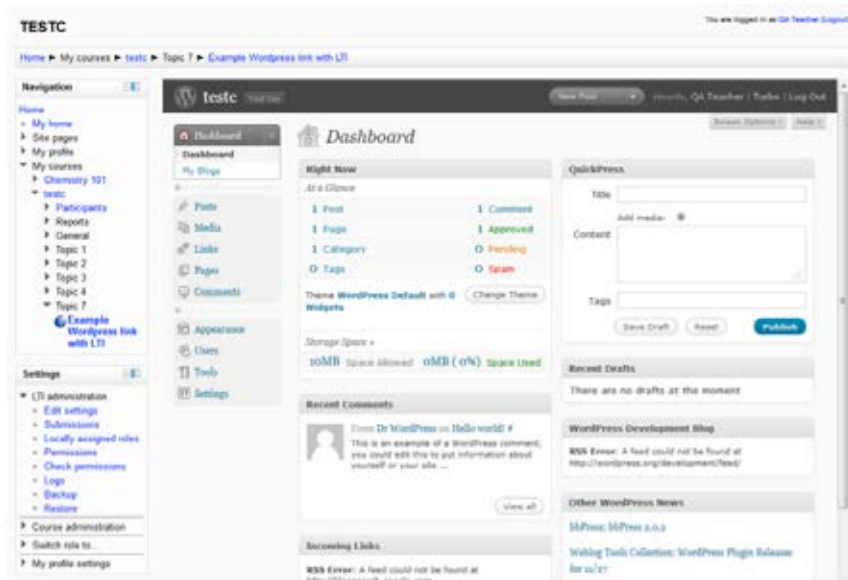 TESTC
You are logged in as QA Teacher (Logout)
Home ► My courses ► testc ► Topic 7 ► Example Wordpress link with LTI
Navigation
Home
My home
Site pages
My profile
My courses
Chemistry 101
testc
Participants
Reports
General
Topic 1
Topic 2
Topic 3
Topic 4
Topic 7
Example
Wordpress link
with LTI
Settings
LTI administration
Edit settings
Submissions
Locally assigned roles
Permissions
Check permissions
Logs
Backup
Restore
Course administration
Switch role to...
My profile settings
testc
New Post
Howdy, QA Teacher | Turbo | Log Out
Screen Options
Help
Dashboard
Dashboard
My Blogs
Posts
Media
Links
Pages
Comments
Appearance
Users
Tools
Settings
Dashboard
Right Now
At a Glance
1 Post 1 Comment
1 Page 1 Approved
1 Category 0 Pending
0 Tags 0 Spam
Theme WordPress Default with 0
Widgets
Change Theme
Storage Space »
10MB Space Allowed 0MB (0%) Space Used
Recent Comments
From Dr WordPress on Hello world! #
This is an example of a WordPress comment,
you could edit this to put information about
yourself or your site ...
View all
Incoming Links
RSS Error: A feed could not be found at
QuickPress
Title
Add media:
Content
Tags
Save Draft
Reset
Publish
Recent Drafts
There are no drafts at the moment
WordPress Development Blog
RSS Error: A feed could not be found at
http://wordpress.org/development/feed/
Other WordPress News
bbPress: bbPress 2.0.2
Weblog Tools Collection: WordPress Plugin Releases
for 11/27